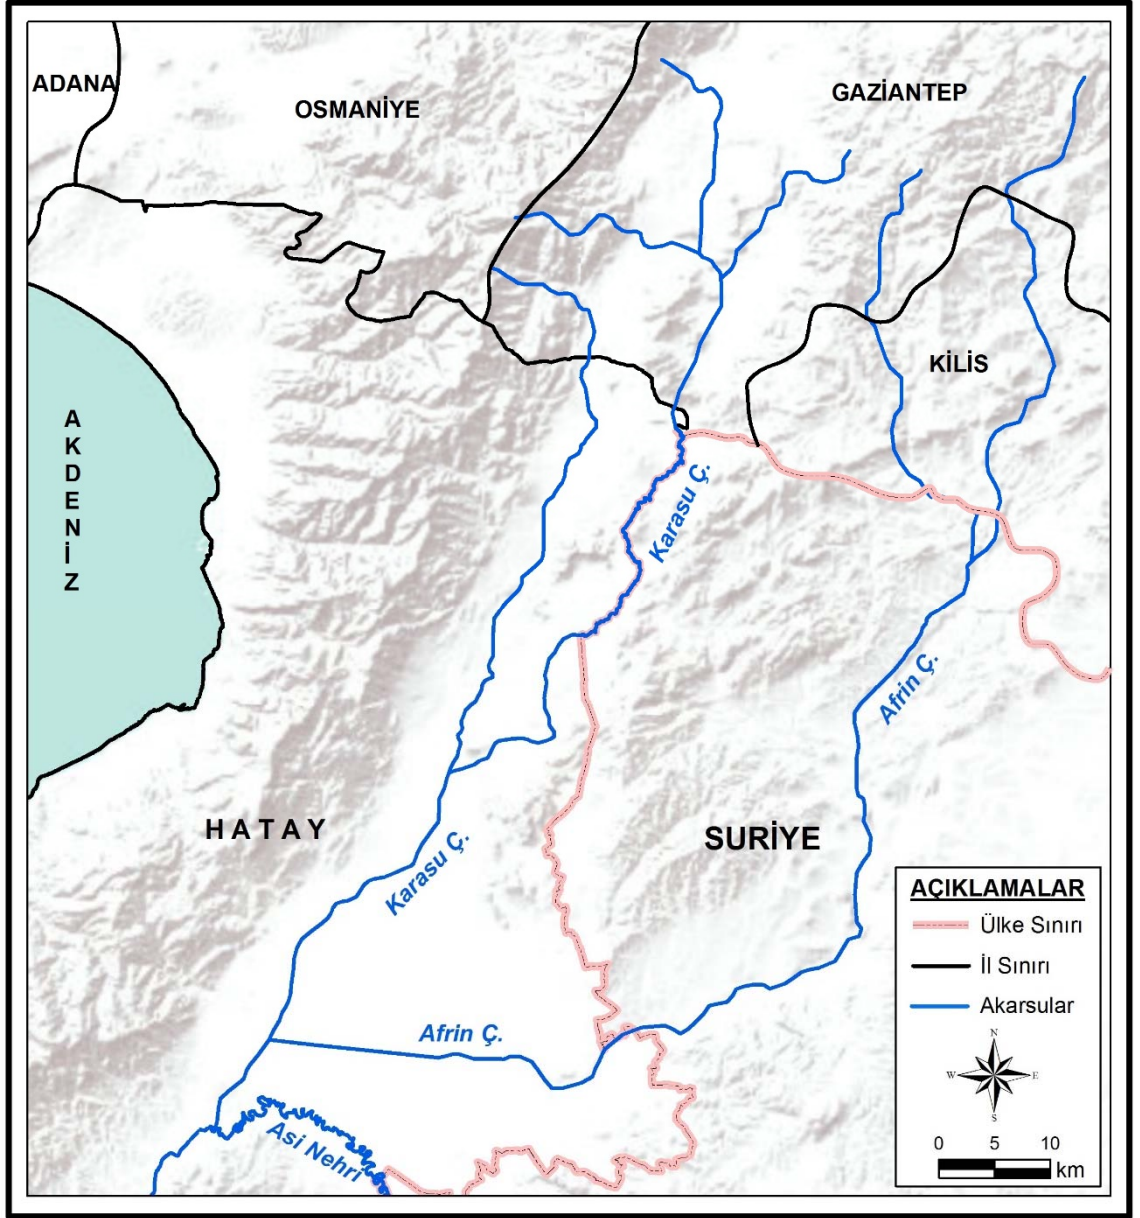 ADANA
OSMANİYE
GAZİANTEP
KİLİS
AKDENİZ
Karasu Ç.
Afrin Ç.
HATAY
SURİYE
Karasu Ç.
Afrin Ç.
Asi Nehri
AÇIKLAMALAR
Ülke Sınırı
İl Sınırı
Akarsular
N
W E
S
0 5 10
km